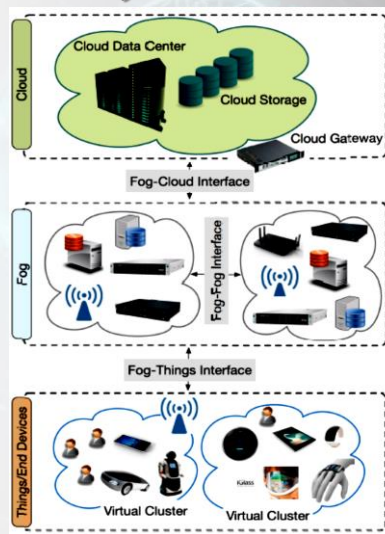 Cloud
Cloud Data Center
Cloud Storage
Cloud Gateway
Fog-Cloud Interface
Fog
Fog-Fog Interface
Fog-Things Interface
Things/End Devices
iGlass
Virtual Cluster
Virtual Cluster